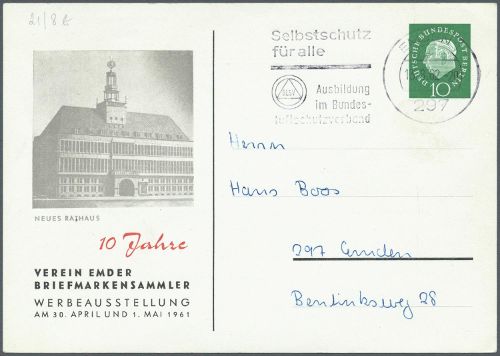 21/8 A
Selbstschutz
für alle
BLSV
Ausbildung
im Bundes-
luftschutzverband
297
DEUTSCHE BUNDESPOST BERLIN
10
NEUES RATHAUS
10 Jahre
VEREIN EMDER
BRIEFMARKENSAMMLER
WERBEAUSSTELLUNG
AM 30. APRIL UND 1. MAI 1961
Herrn
Hans Boos
297 Emden
Bentinksweg 28